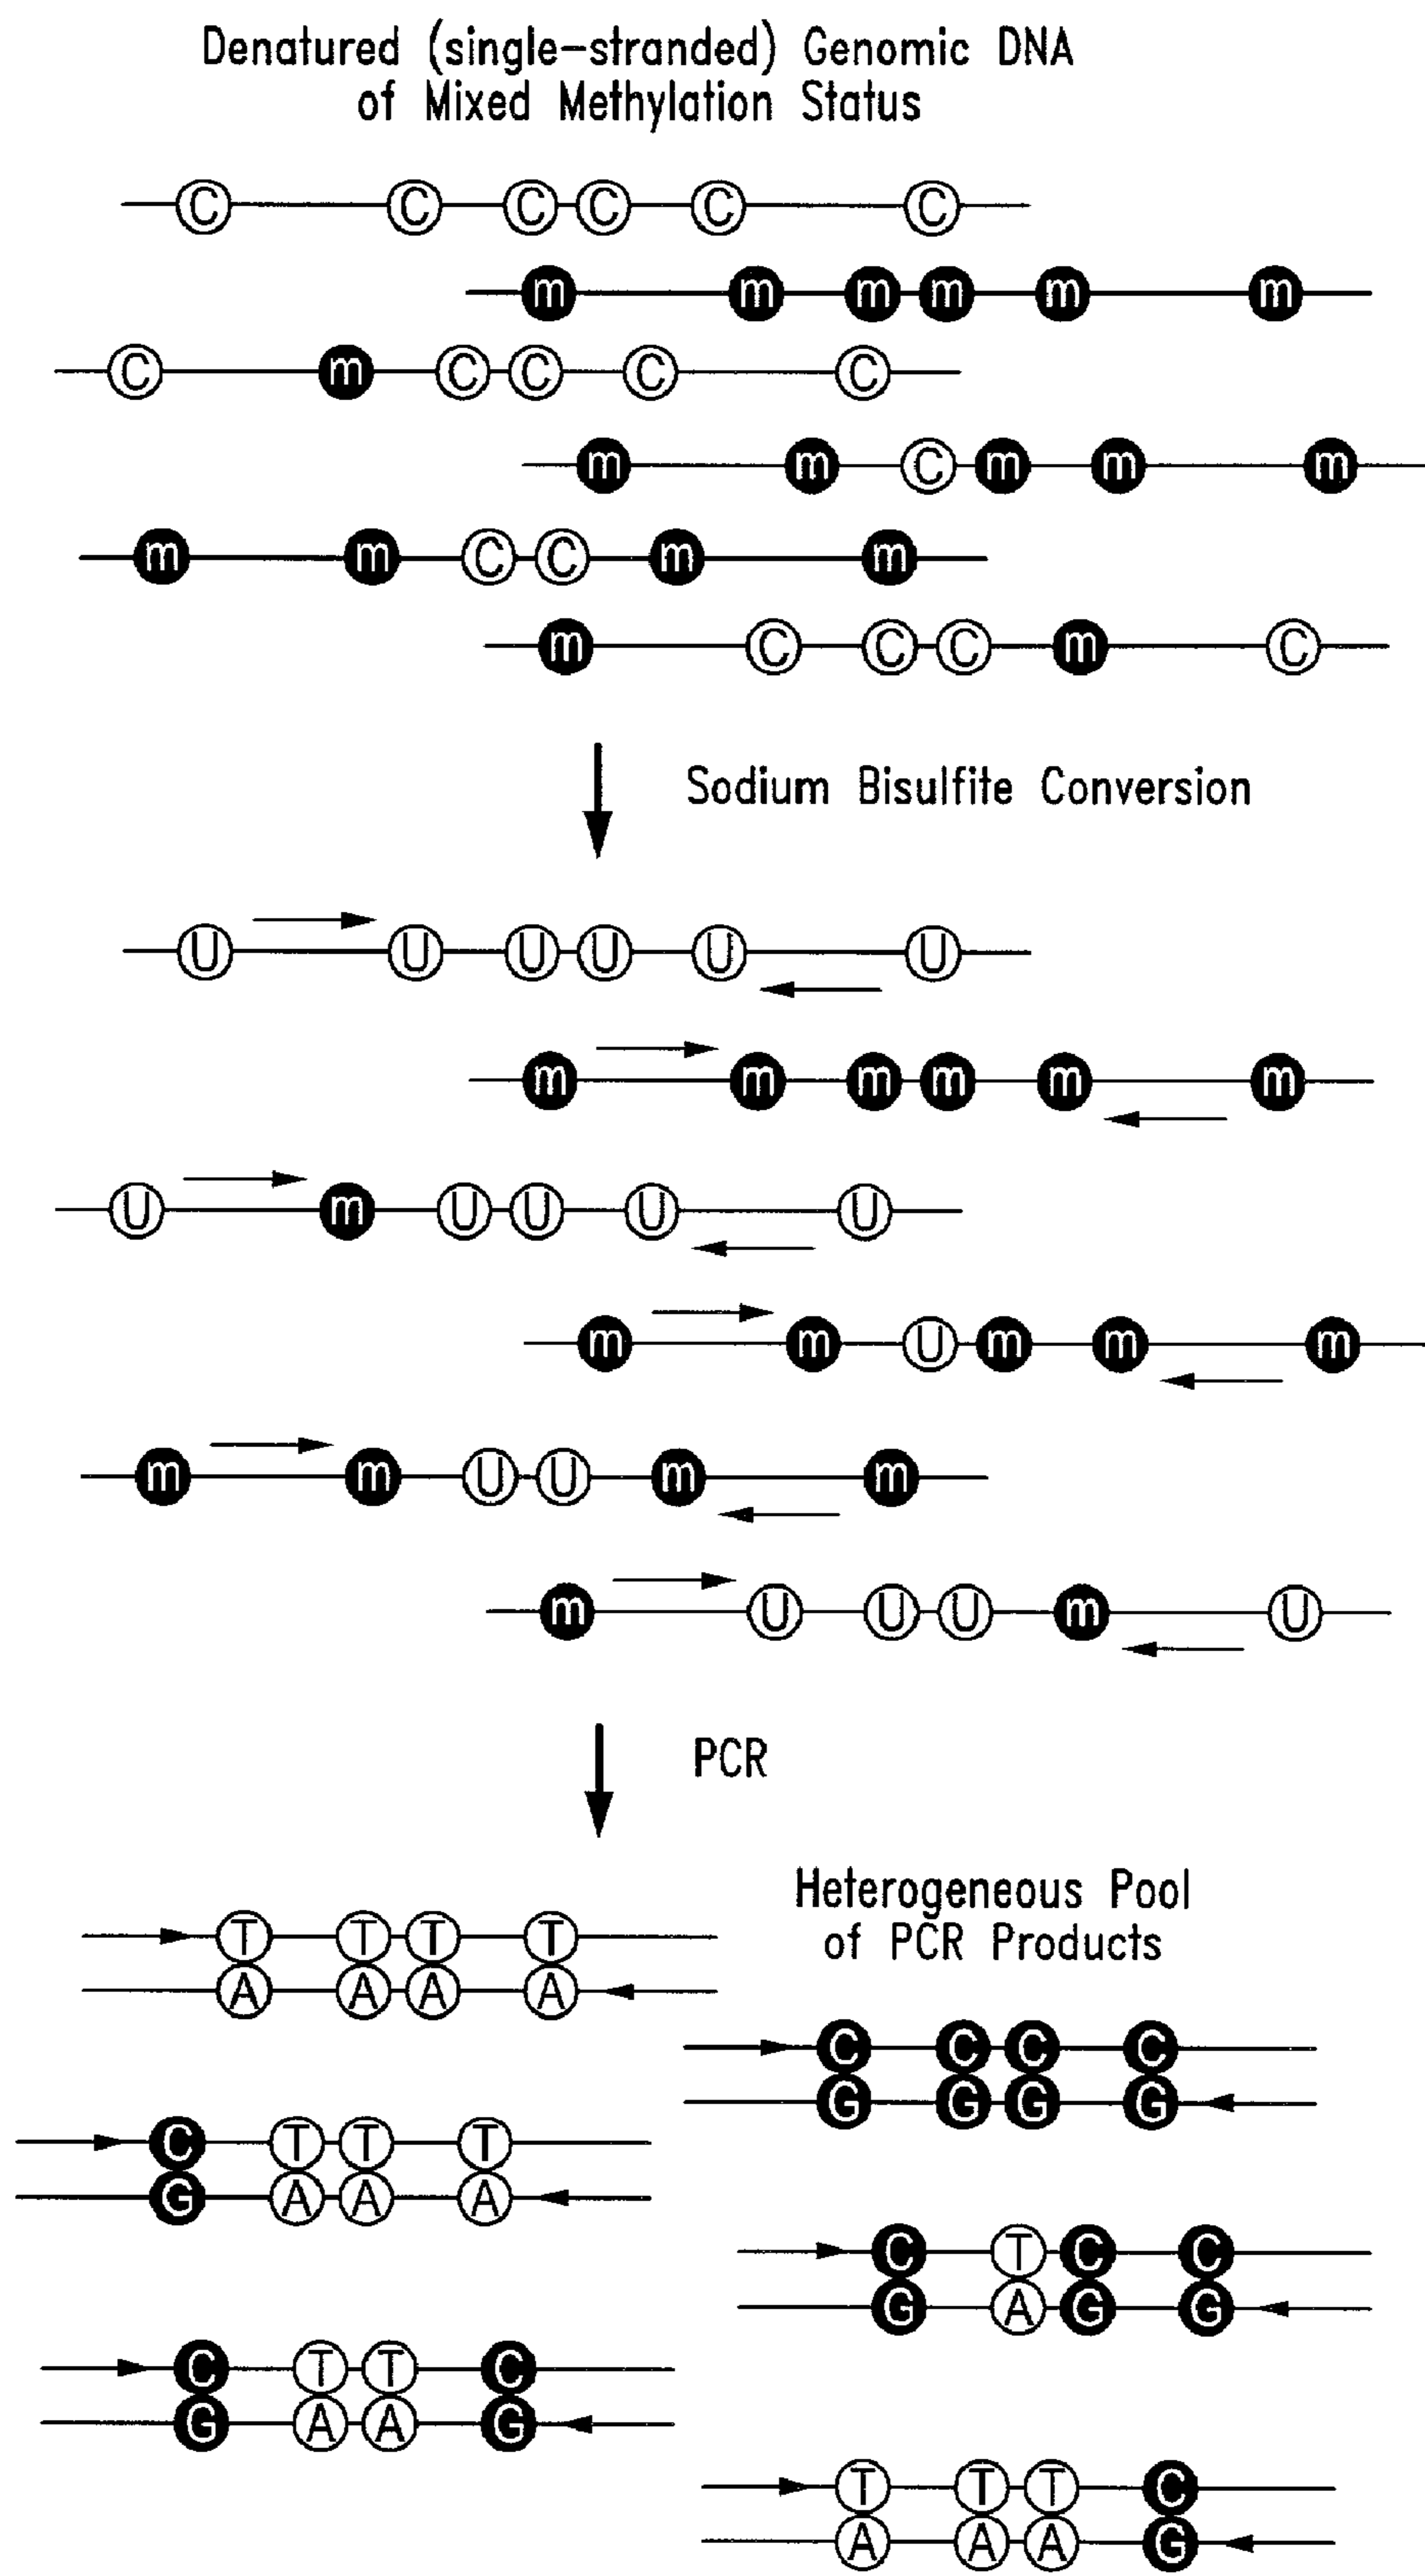 Denatured (single-stranded) Genomic DNA
of Mixed Methylation Status
C C C C C C
m m m m m m
C m C C C C
m m C m m m
m m C C m m
m C C C m C
Sodium Bisulfite Conversion
U U U U U U
m m m m m m
U m U U U U
m m U m m m
m m U U m m
m U U U m U
PCR
Heterogeneous Pool
of PCR Products
T T T T
A A A A
C C C C
G G G G
C T T T
G A A A
C T C C
G A G G
C T T C
G A A G
T T T C
A A A G